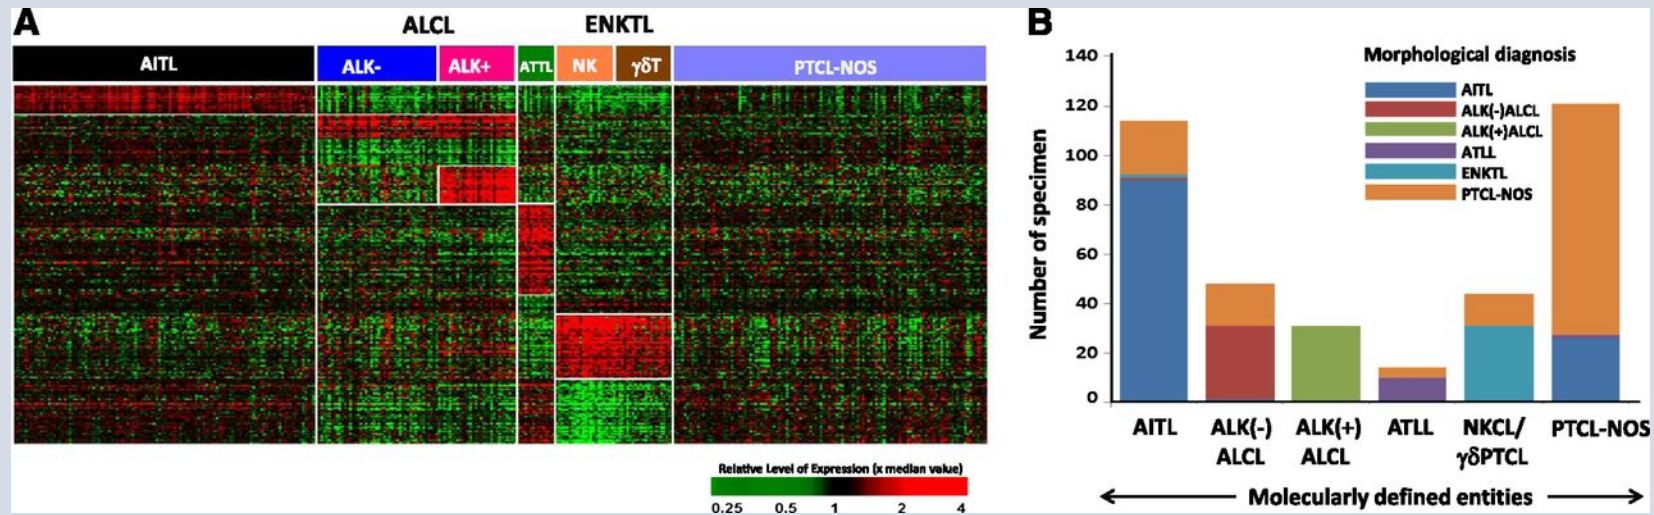 A
ALCL
ENKTL
AITL
ALK-
ALK+
ATTL
NK
γδT
PTCL-NOS
Relative Level of Expression (x median value)
0.25 0.5 1 2 4
B
Number of specimen
140
120
100
80
60
40
20
0
Morphological diagnosis
AITL
ALK(-)ALCL
ALK(+)ALCL
ATLL
ENKTL
PTCL-NOS
AITL
ALK(-)
ALCL
ALK(+)
ALCL
ATLL
NKCL/
γδPTCL
PTCL-NOS
Molecularly defined entities